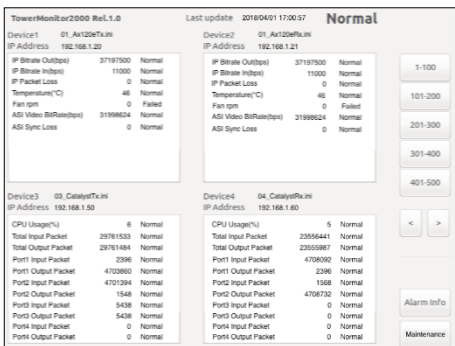 TowerMonitor2000 Rel.1.0 Last update 2018/04/01 17:00:57 Normal
Device1 01_Ax120eTx.ini
IP Address 192.168.1.20
IP Bitrate Out(bps) 37197500 Normal
IP Bitrate In(bps) 11000 Normal
IP Packet Loss 0 Normal
Temperature(°C) 46 Normal
Fan rpm 0 Failed
ASI Video BitRate(bps) 31998624 Normal
ASI Sync Loss 0 Normal
Device2 01_Ax120eRx.ini
IP Address 192.168.1.21
IP Bitrate Out(bps) 37197500 Normal
IP Bitrate In(bps) 11000 Normal
IP Packet Loss 0 Normal
Temperature(°C) 46 Normal
Fan rpm 0 Failed
ASI Video BitRate(bps) 31998624 Normal
ASI Sync Loss 0 Normal
Device3 03_CatalystTx.ini
IP Address 192.168.1.50
CPU Usage(%) 6 Normal
Total Input Packet 29761533 Normal
Total Output Packet 29761484 Normal
Port1 Input Packet 2396 Normal
Port1 Output Packet 4703860 Normal
Port2 Input Packet 4701394 Normal
Port2 Output Packet 1548 Normal
Port3 Input Packet 5438 Normal
Port3 Output Packet 5438 Normal
Port4 Input Packet 0 Normal
Port4 Output Packet 0 Normal
Device4 04_CatalystRx.ini
IP Address 192.168.1.60
CPU Usage(%) 5 Normal
Total Input Packet 23556441 Normal
Total Output Packet 23555987 Normal
Port1 Input Packet 4708092 Normal
Port1 Output Packet 2396 Normal
Port2 Input Packet 1568 Normal
Port2 Output Packet 4708732 Normal
Port3 Input Packet 0 Normal
Port3 Output Packet 0 Normal
Port4 Input Packet 0 Normal
Port4 Output Packet 0 Normal
1-100
101-200
201-300
301-400
401-500
< >
Alarm Info
Maintenance